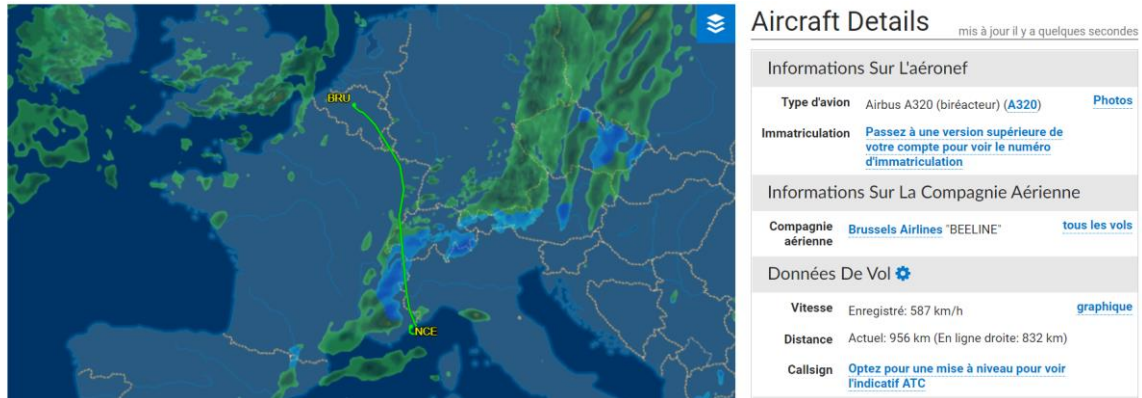 BRU
NCE
Aircraft Details
mis à jour il y a quelques secondes
Informations Sur L'aéronef
Type d'avion Airbus A320 (biréacteur) (A320) Photos
Immatriculation Passez à une version supérieure de
votre compte pour voir le numéro
d'immatriculation
Informations Sur La Compagnie Aérienne
Compagnie
aérienne Brussels Airlines "BEELINE" tous les vols
Données De Vol
Vitesse Enregistré: 587 km/h graphique
Distance Actuel: 956 km (En ligne droite: 832 km)
Callsign Optez pour une mise à niveau pour voir
l'indicatif ATC